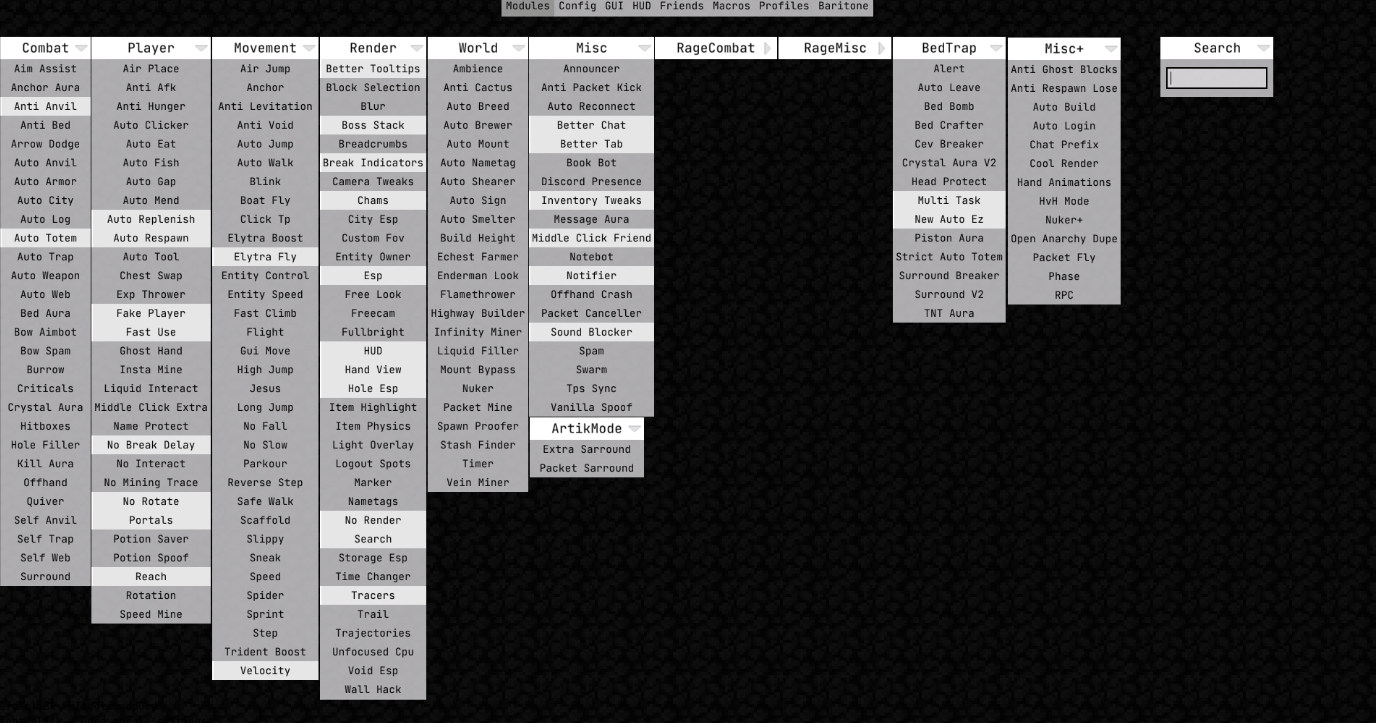 Modules Config GUI HUD Friends Macros Profiles Baritone
Combat
Aim Assist
Anchor Aura
Anti Anvil
Anti Bed
Arrow Dodge
Auto Anvil
Auto Armor
Auto City
Auto Log
Auto Totem
Auto Trap
Auto Weapon
Auto Web
Bed Aura
Bow Aimbot
Bow Spam
Burrow
Criticals
Crystal Aura
Hitboxes
Hole Filler
Kill Aura
Offhand
Quiver
Self Anvil
Self Trap
Self Web
Surround
Player
Air Place
Anti Afk
Anti Hunger
Auto Clicker
Auto Eat
Auto Fish
Auto Gap
Auto Mend
Auto Replenish
Auto Respawn
Auto Tool
Chest Swap
Exp Thrower
Fake Player
Fast Use
Ghost Hand
Insta Mine
Liquid Interact
Middle Click Extra
Name Protect
No Break Delay
No Interact
No Mining Trace
No Rotate
Portals
Potion Saver
Potion Spoof
Reach
Rotation
Speed Mine
Movement
Air Jump
Anchor
Anti Levitation
Anti Void
Auto Jump
Auto Walk
Blink
Boat Fly
Click Tp
Elytra Boost
Elytra Fly
Entity Control
Entity Speed
Fast Climb
Flight
Gui Move
High Jump
Jesus
Long Jump
No Fall
No Slow
Parkour
Reverse Step
Safe Walk
Scaffold
Slippy
Sneak
Speed
Spider
Sprint
Step
Trident Boost
Velocity
Render
Better Tooltips
Block Selection
Blur
Boss Stack
Breadcrumbs
Break Indicators
Camera Tweaks
Chams
City Esp
Custom Fov
Entity Owner
Esp
Free Look
Freecam
Fullbright
HUD
Hand View
Hole Esp
Item Highlight
Item Physics
Light Overlay
Logout Spots
Marker
Nametags
No Render
Search
Storage Esp
Time Changer
Tracers
Trail
Trajectories
Unfocused Cpu
Void Esp
Wall Hack
World
Ambience
Anti Cactus
Auto Breed
Auto Brewer
Auto Mount
Auto Nametag
Auto Shearer
Auto Sign
Auto Smelter
Build Height
Echest Farmer
Enderman Look
Flamethrower
Highway Builder
Infinity Miner
Liquid Filler
Mount Bypass
Nuker
Packet Mine
Spawn Proofer
Stash Finder
Timer
Vein Miner
Misc
Announcer
Anti Packet Kick
Auto Reconnect
Better Chat
Better Tab
Book Bot
Discord Presence
Inventory Tweaks
Message Aura
Middle Click Friend
Notebot
Notifier
Offhand Crash
Packet Canceller
Sound Blocker
Spam
Swarm
Tps Sync
Vanilla Spoof
ArtikMode
Extra Sarround
Packet Sarround
RageCombat
RageMisc
BedTrap
Alert
Auto Leave
Bed Bomb
Bed Crafter
Cev Breaker
Crystal Aura V2
Head Protect
Multi Task
New Auto Ez
Piston Aura
Strict Auto Totem
Surround Breaker
Surround V2
TNT Aura
Misc+
Anti Ghost Blocks
Anti Respawn Lose
Auto Build
Auto Login
Chat Prefix
Cool Render
Hand Animations
HvH Mode
Nuker+
Open Anarchy Dupe
Packet Fly
Phase
RPC
Search